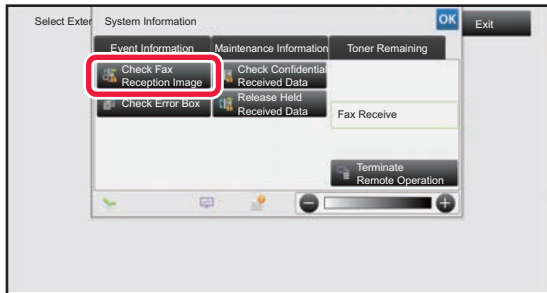 Select Exter
System Information
OK
Exit
Event Information
Maintenance Information
Toner Remaining
Check Fax
Reception Image
Check Confidential
Received Data
Check Error Box
Release Held
Received Data
Fax Receive
Terminate
Remote Operation